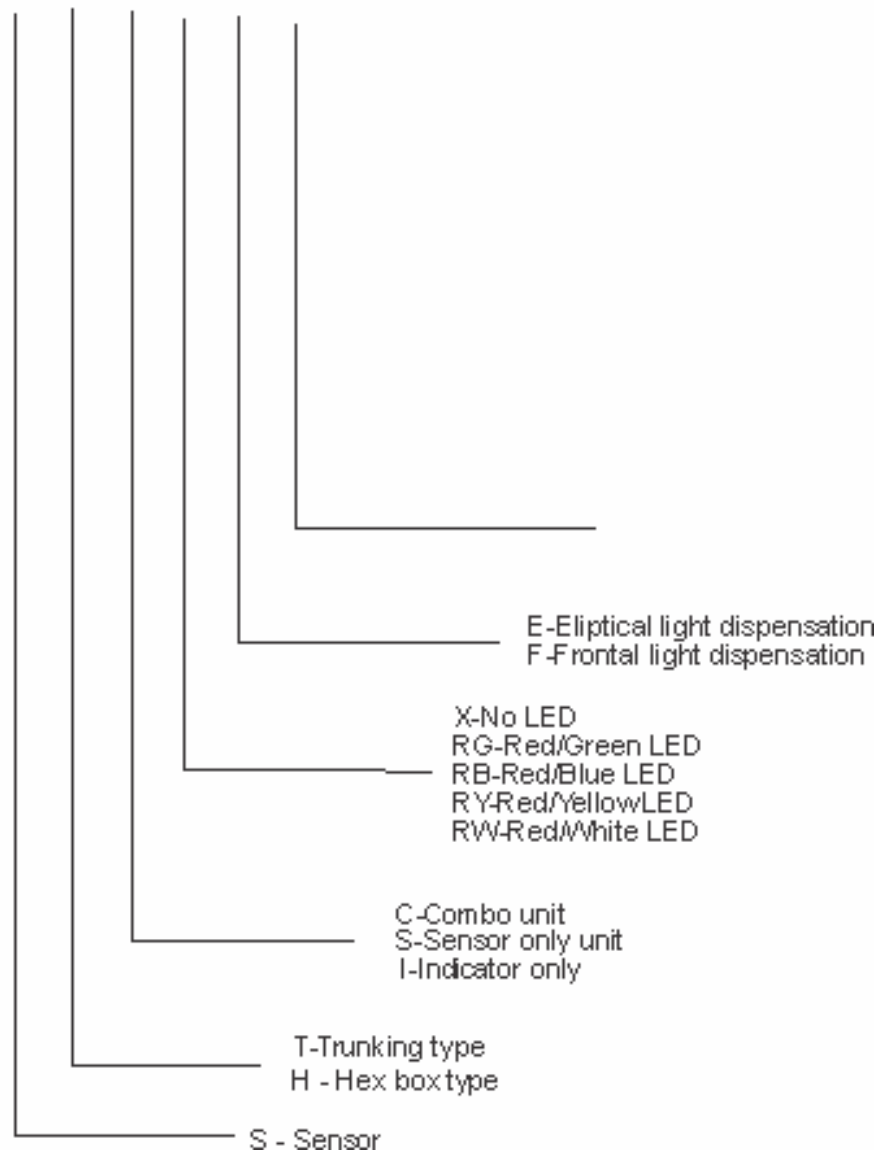 E-Eliptical light dispensation
F-Frontal light dispensation
X-No LED
RG-Red/Green LED
RB-Red/Blue LED
RY-Red/YellowLED
RW-Red/White LED
C-Combo unit
S-Sensor only unit
I-Indicator only
T-Trunking type
H - Hex box type
S - Sensor